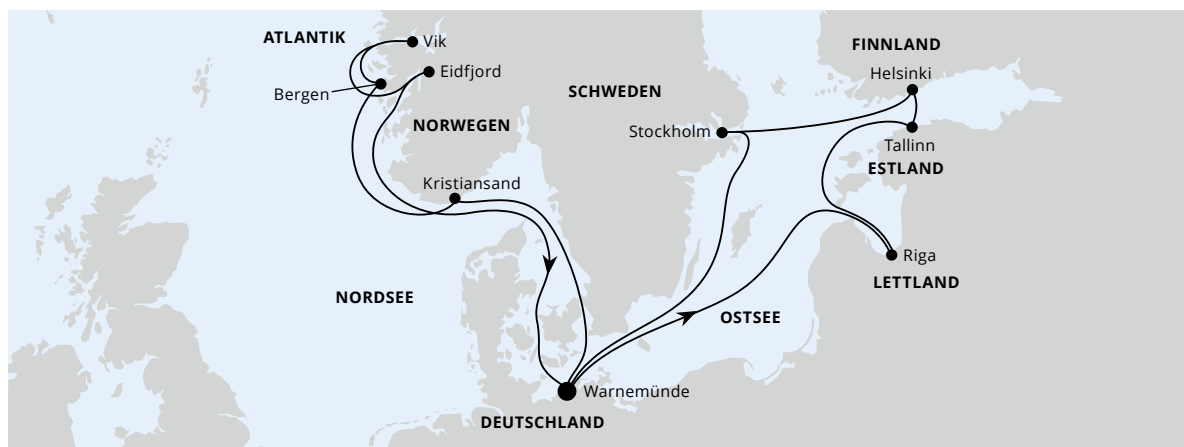 ATLANTIK
Vik
FINNLAND
Eidfjord
Helsinki
Bergen
SCHWEDEN
NORWEGEN
Stockholm
Tallinn
ESTLAND
Kristiansand
Riga
LETTLAND
NORDSEE
OSTSEE
Warnemünde
DEUTSCHLAND